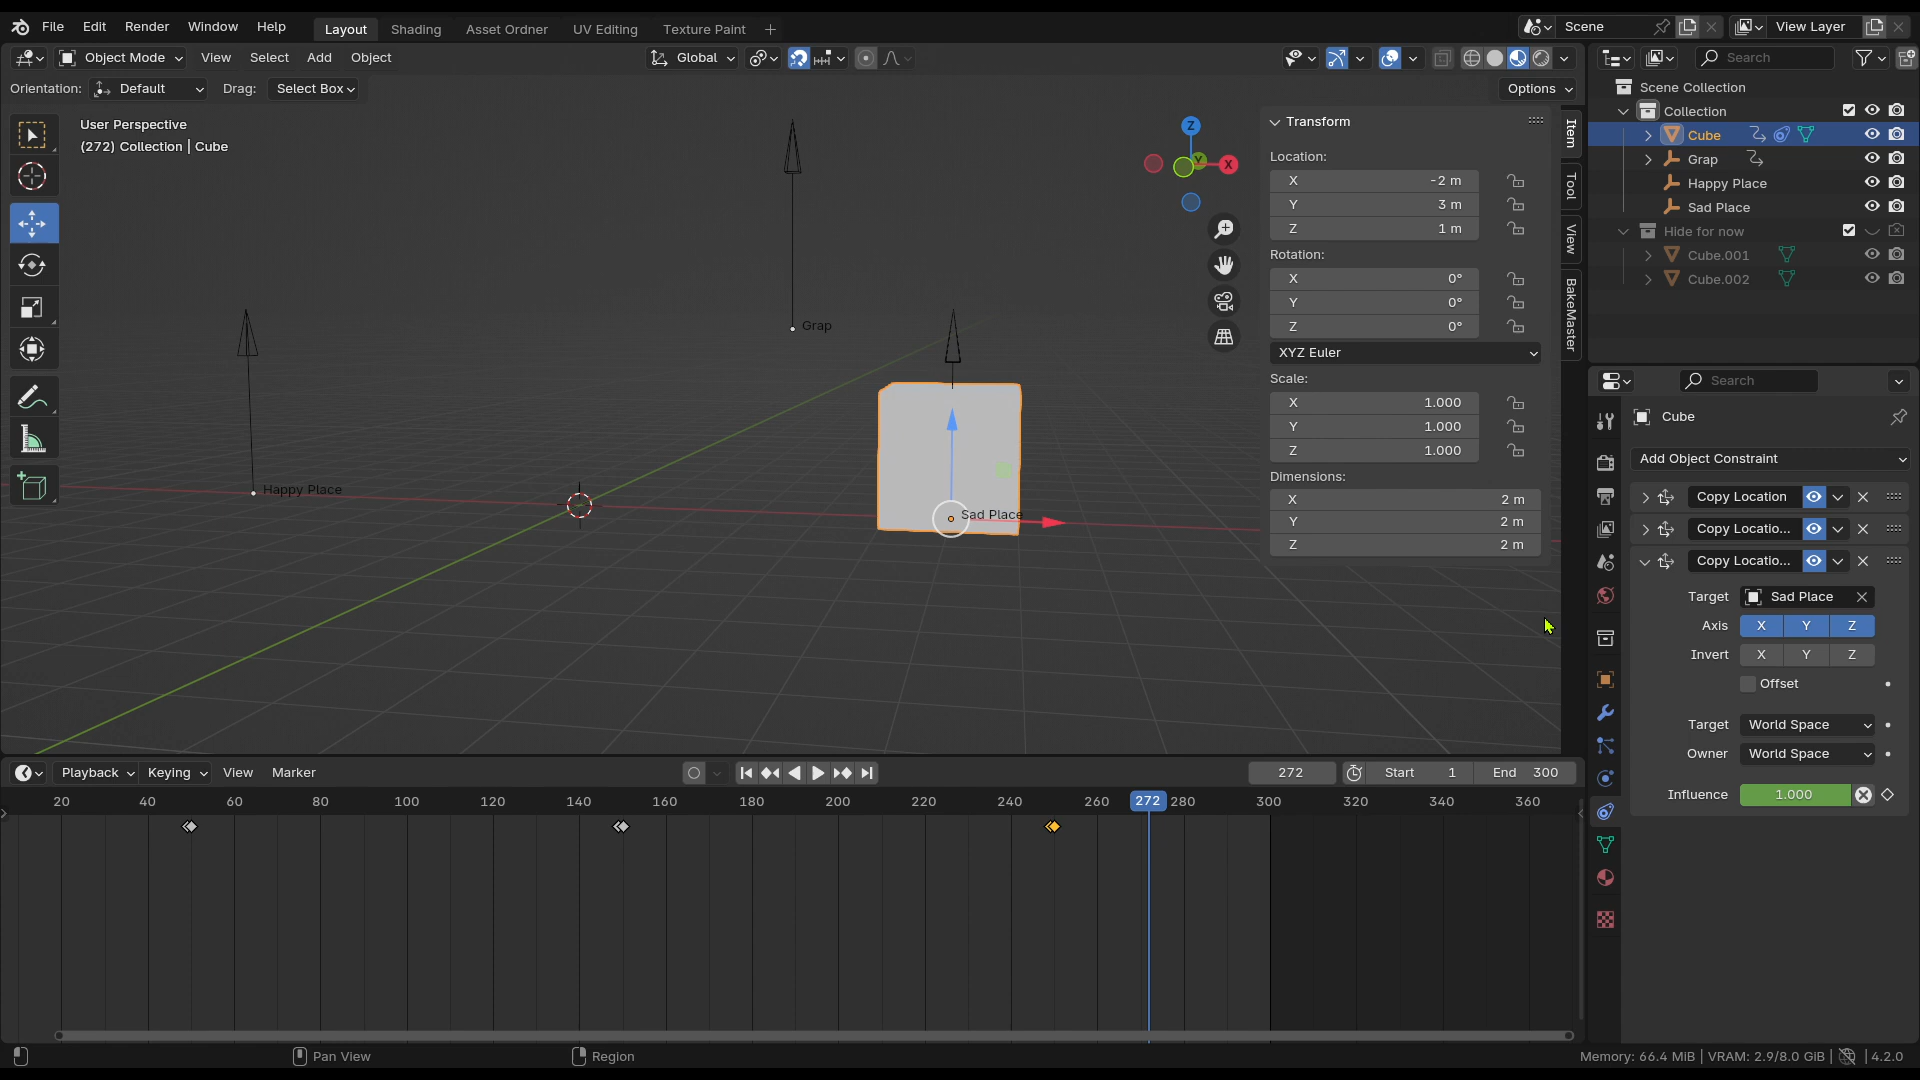 File Edit Render Window Help Layout Shading Asset Ordner UV Editing Texture Paint + Scene View Layer
Object Mode View Select Add Object Global Search
Orientation: Default Drag: Select Box Options
User Perspective
(272) Collection | Cube
Z
Y
X
Grap
Happy Place
Sad Place
Transform
Location:
X -2 m
Y 3 m
Z 1 m
Rotation:
X 0°
Y 0°
Z 0°
XYZ Euler
Scale:
X 1.000
Y 1.000
Z 1.000
Dimensions:
X 2 m
Y 2 m
Z 2 m
Item
Tool
View
BakeMaster
Scene Collection
Collection
Cube
Grap
Happy Place
Sad Place
Hide for now
Cube.001
Cube.002
Search
Cube
Add Object Constraint
Copy Location
Copy Locatio...
Copy Locatio...
Target Sad Place
Axis X Y Z
Invert X Y Z
Offset
Target World Space
Owner World Space
Influence 1.000
Playback Keying View Marker 272 Start 1 End 300
20 40 60 80 100 120 140 160 180 200 220 240 260 272 280 300 320 340 360
Pan View Region Memory: 66.4 MiB | VRAM: 2.9/8.0 GiB | 4.2.0